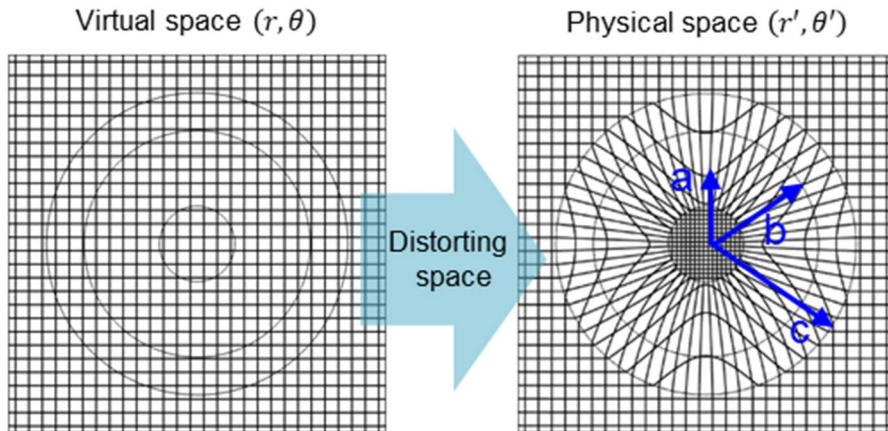 Virtual space (r, θ)
Physical space (r′, θ′)
Distorting
space
a
b
c